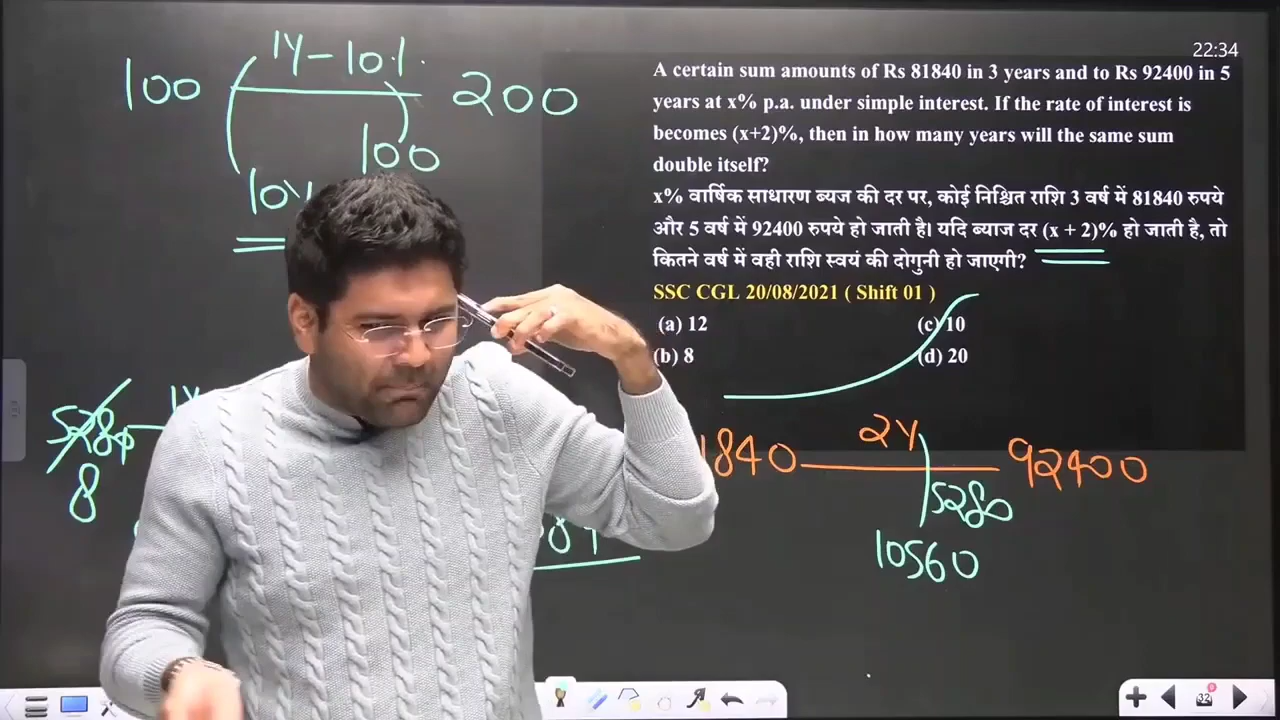 22:34
1Y-10%
100
200
100
10Y
A certain sum amounts of Rs 81840 in 3 years and to Rs 92400 in 5
years at x% p.a. under simple interest. If the rate of interest is
becomes (x+2)%, then in how many years will the same sum
double itself?
x% वार्षिक साधारण ब्यज की दर पर, कोई निश्चित राशि 3 वर्ष में 81840 रुपये
और 5 वर्ष में 92400 रुपये हो जाती है। यदि ब्याज दर (x + 2)% हो जाती है, तो
कितने वर्ष में वही राशि स्वयं की दोगुनी हो जाएगी?
SSC CGL 20/08/2021 ( Shift 01 )
(a) 12 (c) 10
(b) 8 (d) 20
1840 2Y 92400
5280
10560
8
32